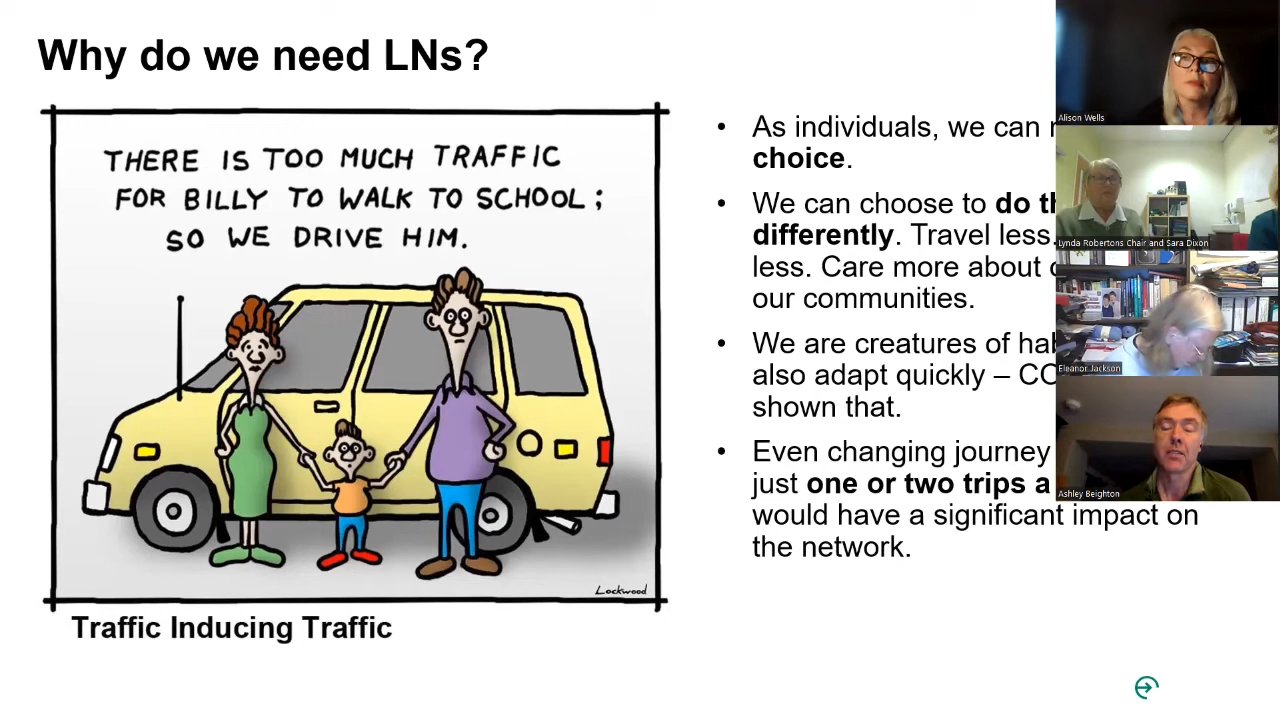 Why do we need LNs?
THERE IS TOO MUCH TRAFFIC
FOR BILLY TO WALK TO SCHOOL;
SO WE DRIVE HIM.
Lockwood
Traffic Inducing Traffic
• As individuals, we can
choice.
• We can choose to do
differently. Travel less.
less. Care more about
our communities.
• We are creatures of
also adapt quickly –
shown that.
• Even changing journey
just one or two trips a
would have a significant impact on
the network.
Alison Wells
Lynda Robertons Chair and Sara Dixon
Eleanor Jackson
Ashley Beighton